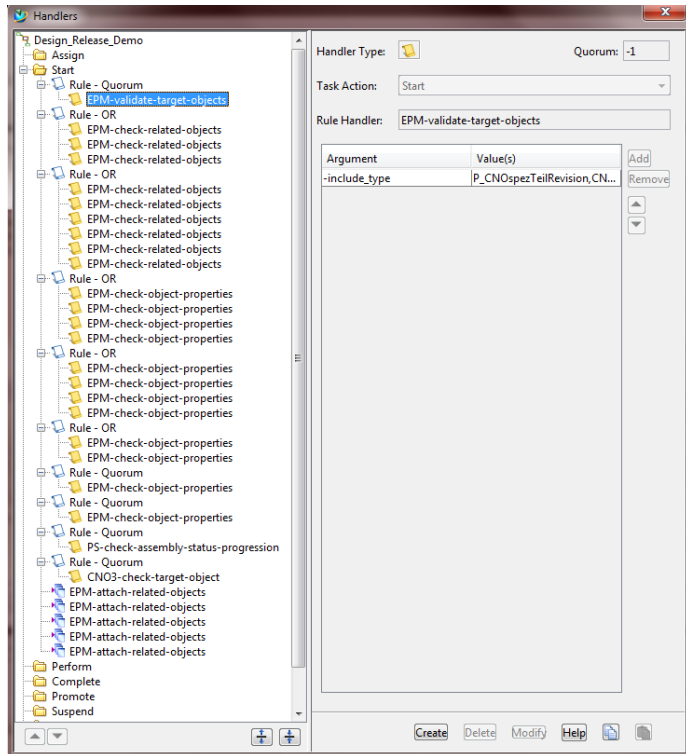 Handlers
Design_Release_Demo
Assign
Start
Rule - Quorum
EPM-validate-target-objects
Rule - OR
EPM-check-related-objects
EPM-check-related-objects
EPM-check-related-objects
Rule - OR
EPM-check-related-objects
EPM-check-related-objects
EPM-check-related-objects
EPM-check-related-objects
EPM-check-related-objects
EPM-check-related-objects
Rule - OR
EPM-check-object-properties
EPM-check-object-properties
EPM-check-object-properties
EPM-check-object-properties
Rule - OR
EPM-check-object-properties
EPM-check-object-properties
EPM-check-object-properties
EPM-check-object-properties
Rule - OR
EPM-check-object-properties
EPM-check-object-properties
Rule - Quorum
EPM-check-object-properties
Rule - Quorum
EPM-check-object-properties
Rule - Quorum
PS-check-assembly-status-progression
Rule - Quorum
CNO3-check-target-object
EPM-attach-related-objects
EPM-attach-related-objects
EPM-attach-related-objects
EPM-attach-related-objects
EPM-attach-related-objects
Perform
Complete
Promote
Suspend
Handler Type: Quorum: -1
Task Action: Start
Rule Handler: EPM-validate-target-objects
Argument Value(s) Add
-include_type P_CNOspezTeilRevision,CN... Remove
Create Delete Modify Help